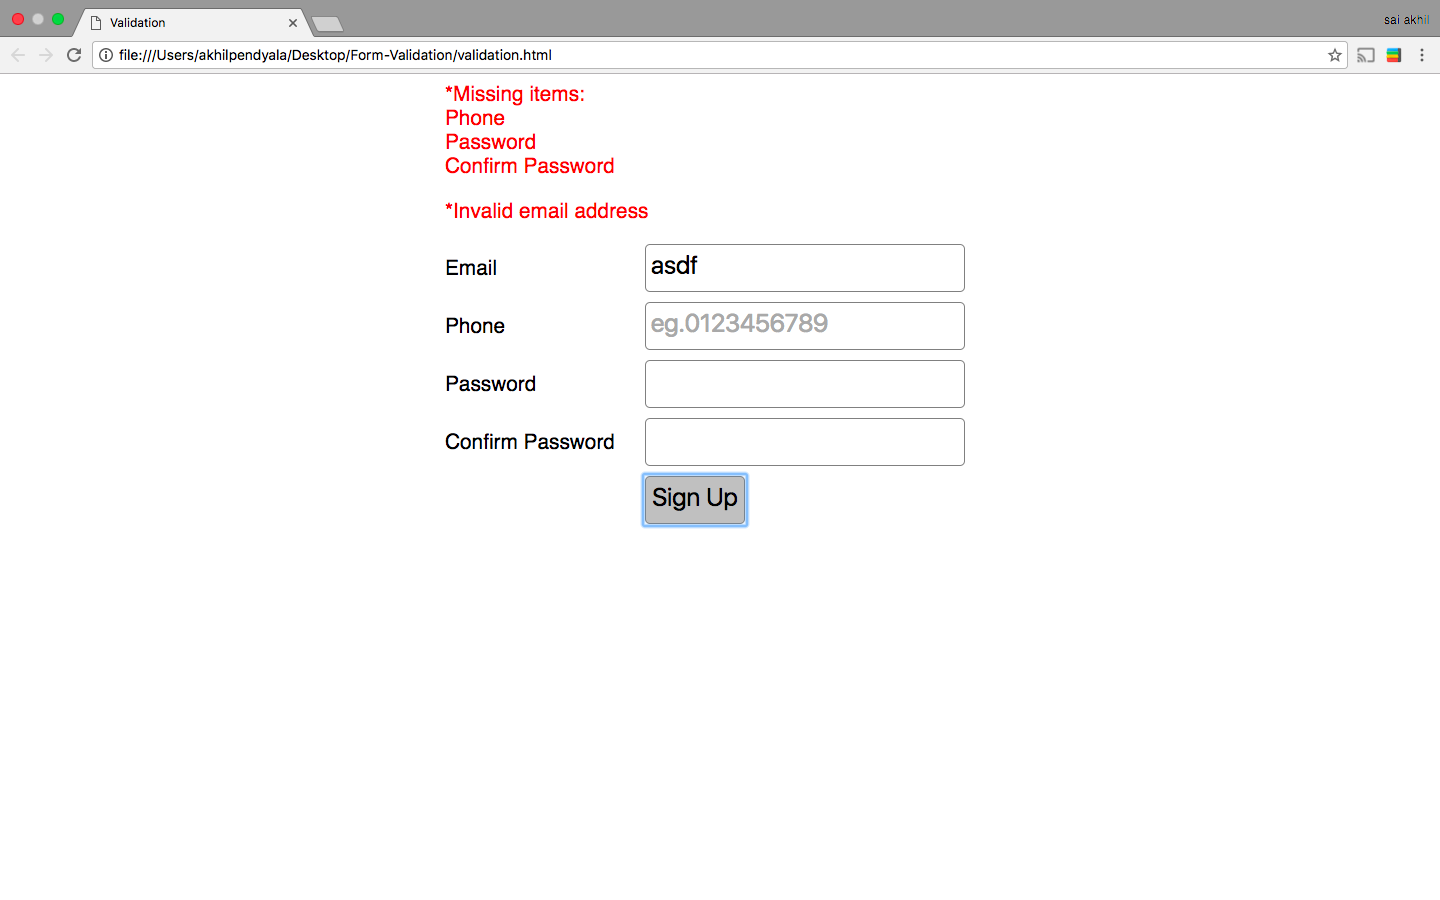 Validation
sai akhil
file:///Users/akhilpendyala/Desktop/Form-Validation/validation.html
*Missing items:
Phone
Password
Confirm Password
*Invalid email address
Email asdf
Phone eg.0123456789
Password
Confirm Password
Sign Up